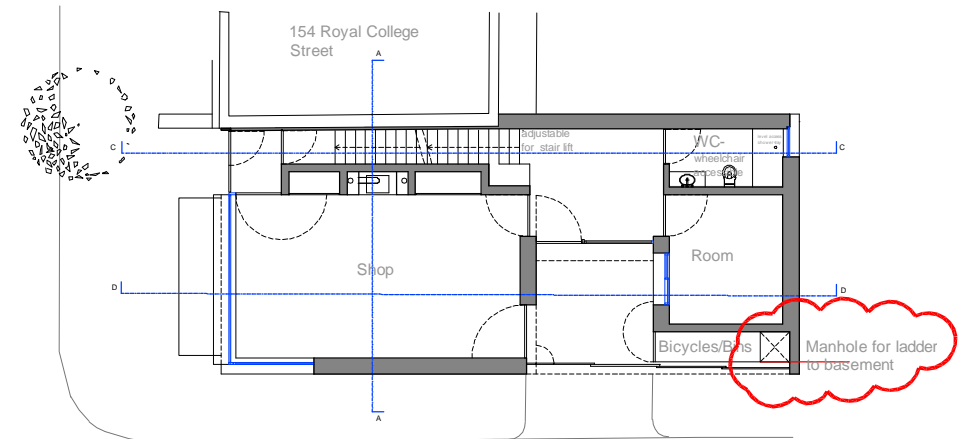 154 Royal College
Street
A
adjustable
for stair lift
WC-
wheelchair
accessible
C
C
Shop
Room
D
D
Bicycles/Bins
Manhole for ladder
to basement
A